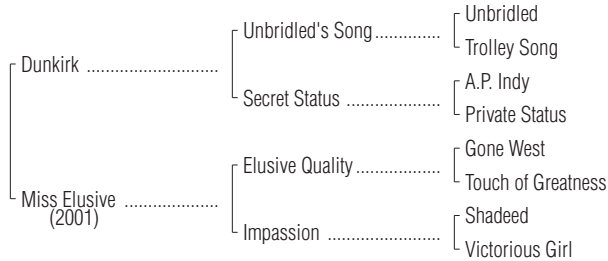 Unbridled
Unbridled's Song..............
Trolley Song
Dunkirk ...........................
A.P. Indy
Secret Status ....................
Private Status
Gone West
Elusive Quality..................
Touch of Greatness
Miss Elusive .....................
(2001)
Shadeed
Impassion ........................
Victorious Girl